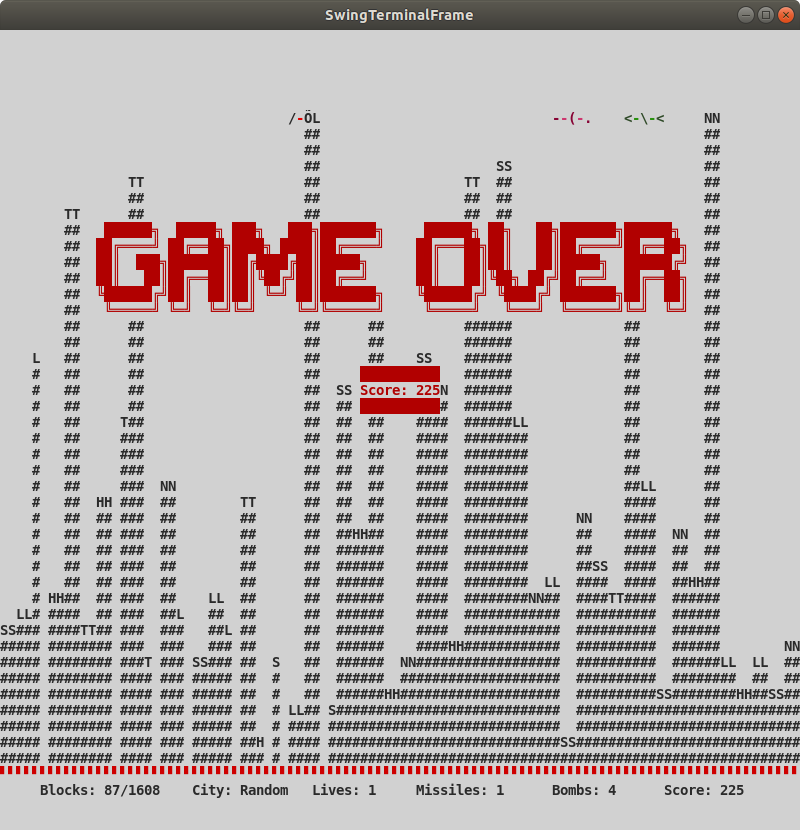 SwingTerminalFrame
GAME OVER
Score: 225
Blocks: 87/1608 City: Random Lives: 1 Missiles: 1 Bombs: 4 Score: 225